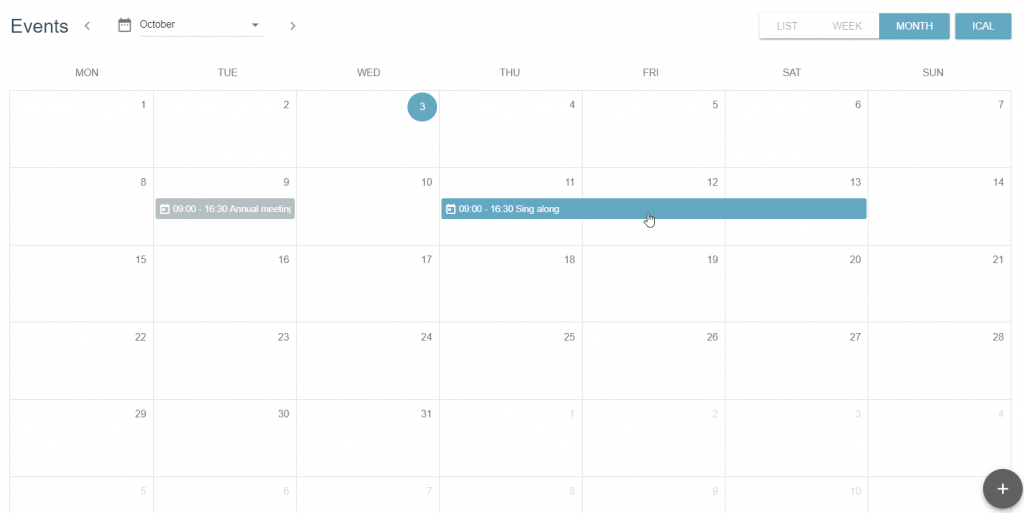 Events October LIST WEEK MONTH ICAL
MON TUE WED THU FRI SAT SUN
1 2 3 4 5 6 7
8 9 10 11 12 13 14
09:00 - 16:30 Annual meeting 09:00 - 16:30 Sing along
15 16 17 18 19 20 21
22 23 24 25 26 27 28
29 30 31 1 2 3 4
5 6 7 8 9 10
+